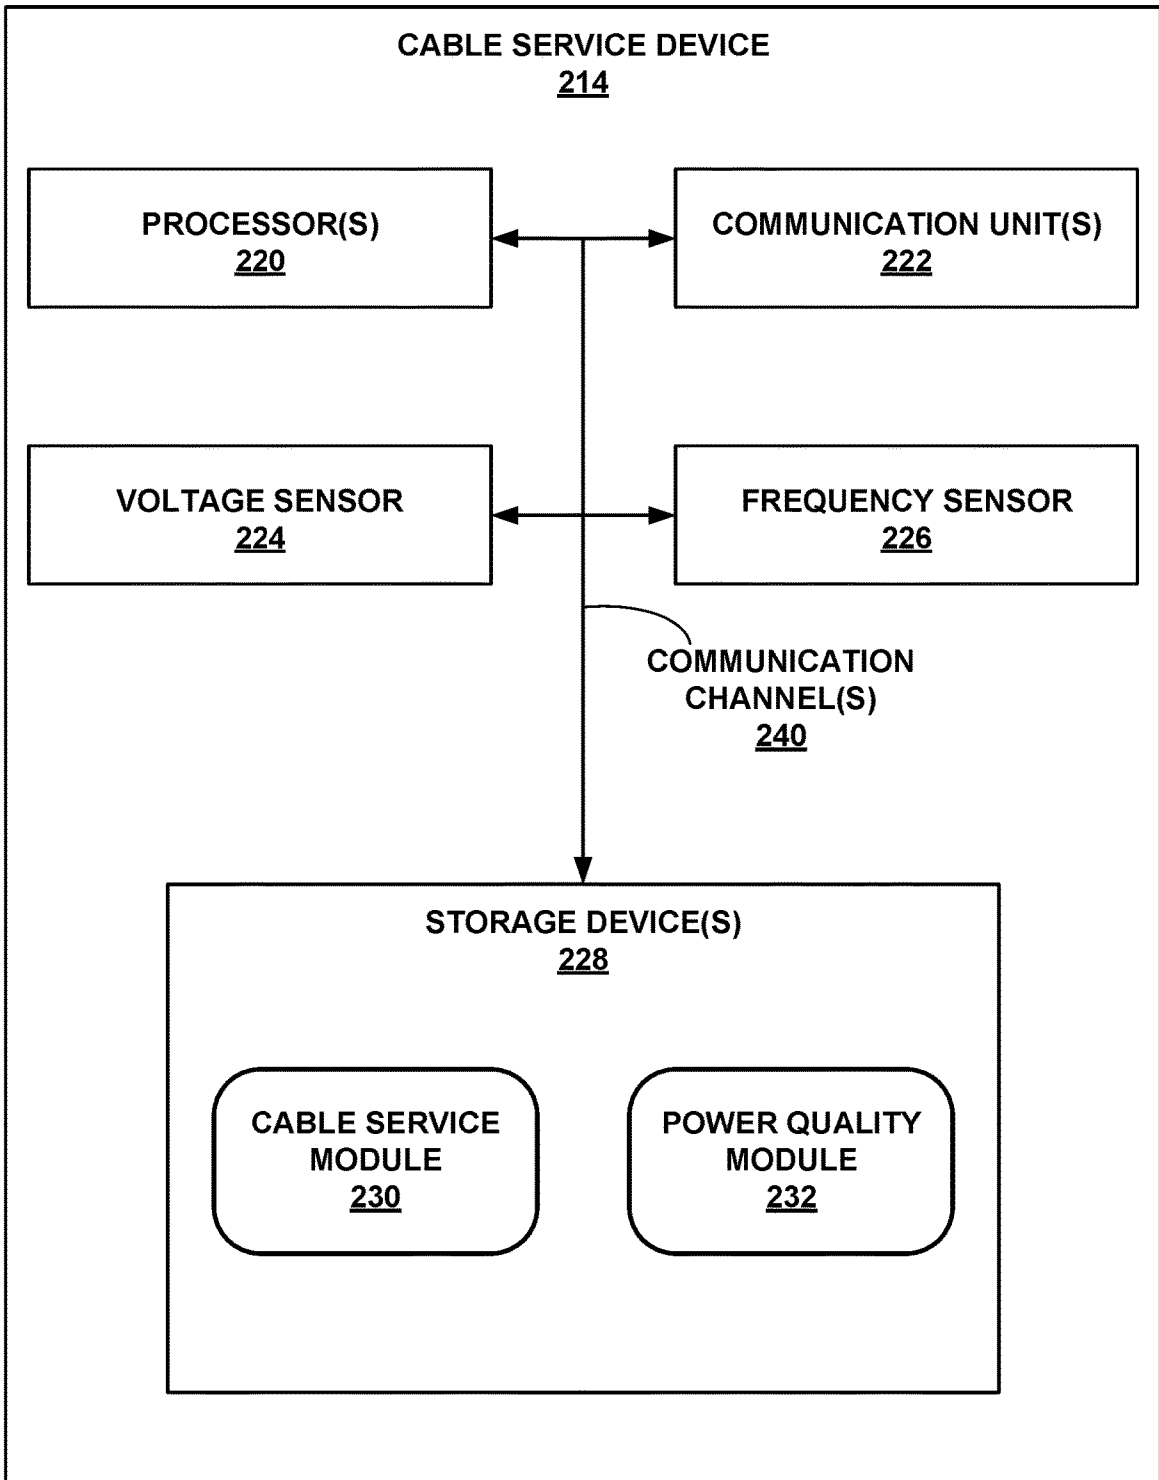 CABLE SERVICE DEVICE
214
PROCESSOR(S)
220
COMMUNICATION UNIT(S)
222
VOLTAGE SENSOR
224
FREQUENCY SENSOR
226
COMMUNICATION
CHANNEL(S)
240
STORAGE DEVICE(S)
228
CABLE SERVICE
MODULE
230
POWER QUALITY
MODULE
232